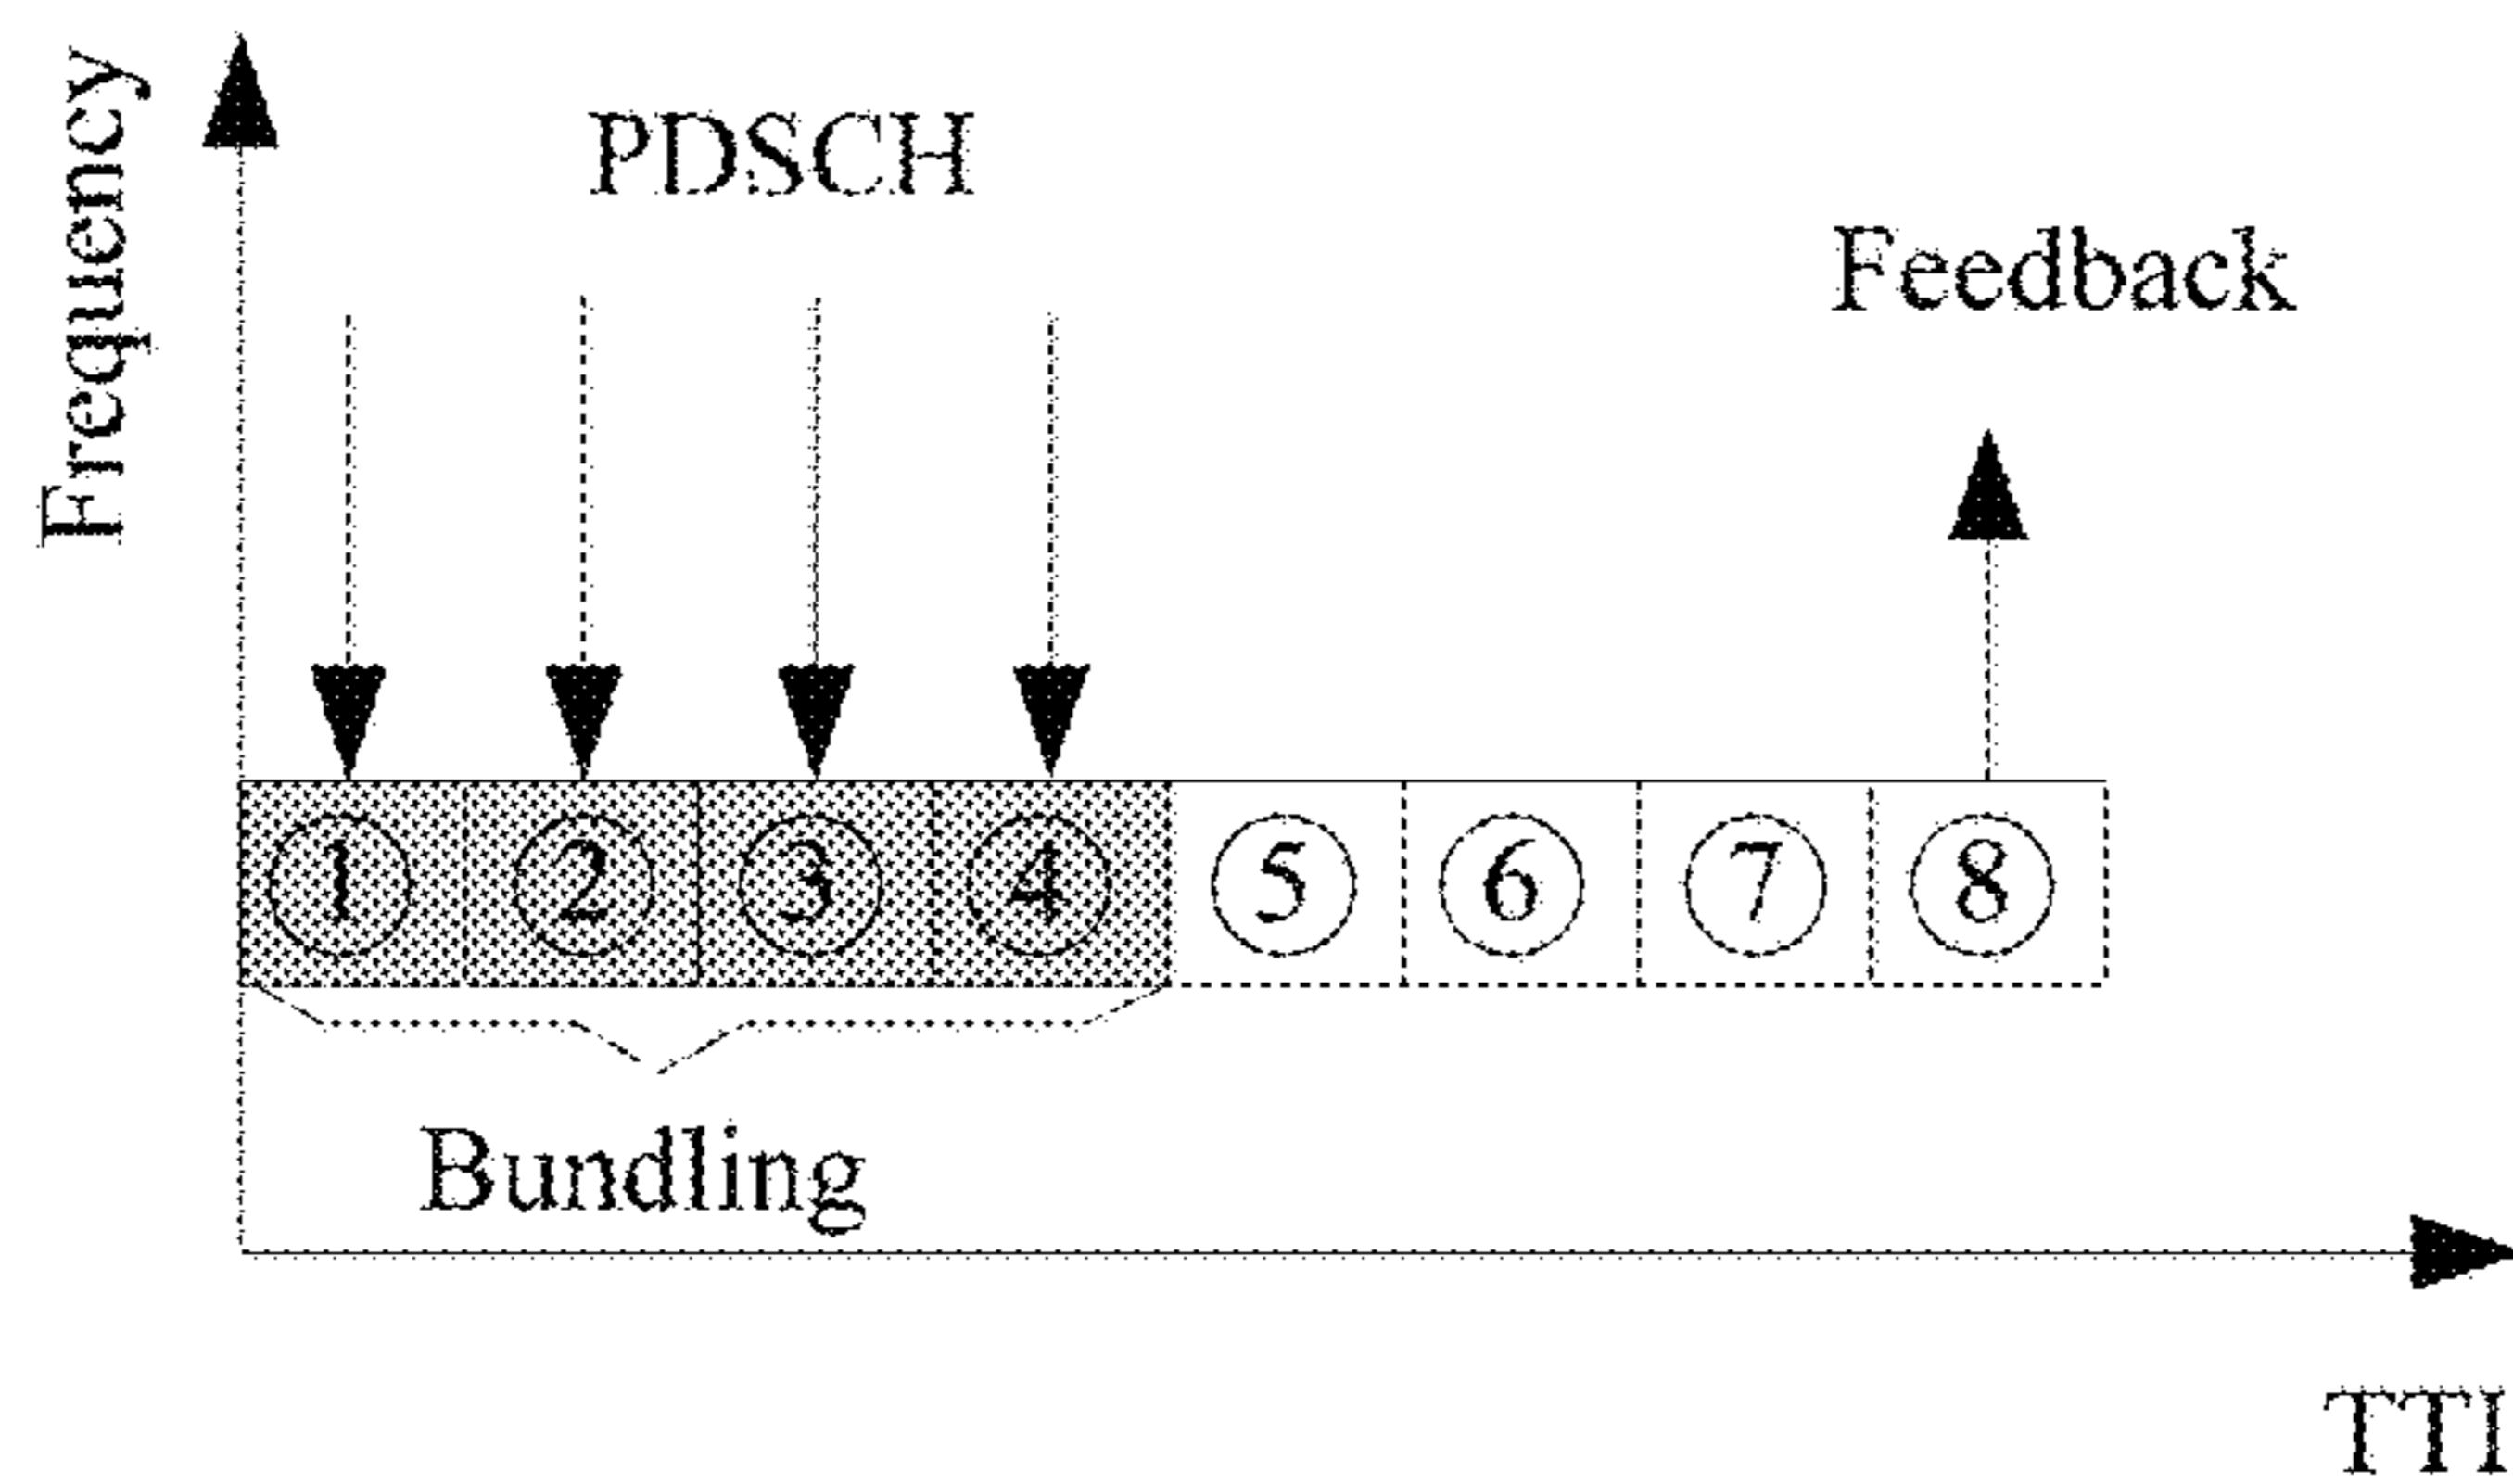 Frequency
PDSCH
Feedback
① ② ③ ④ ⑤ ⑥ ⑦ ⑧
Bundling
TTI